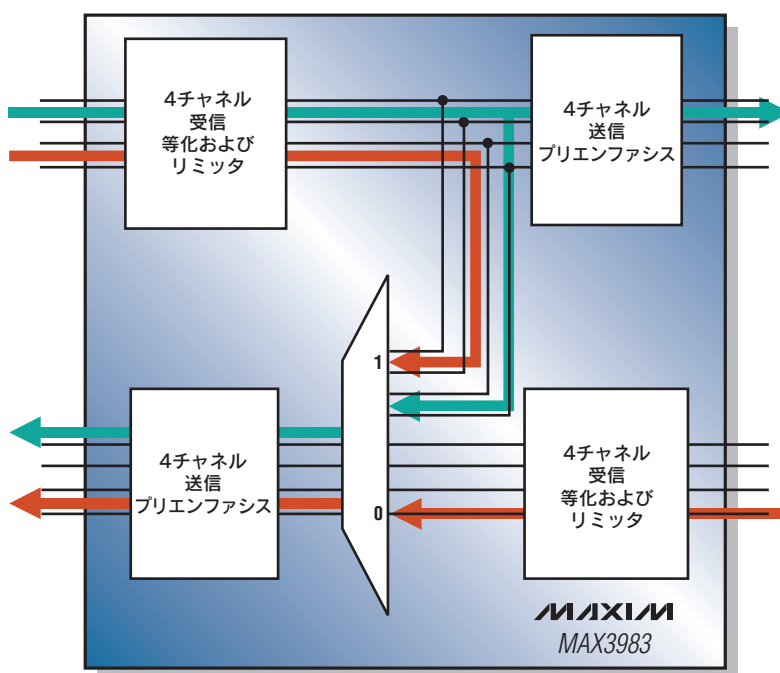 4チャネル
受信
等化および
リミッタ
4チャネル
送信
プリエンファシス
1
0
4チャネル
送信
プリエンファシス
4チャネル
受信
等化および
リミッタ
MAXIM
MAX3983